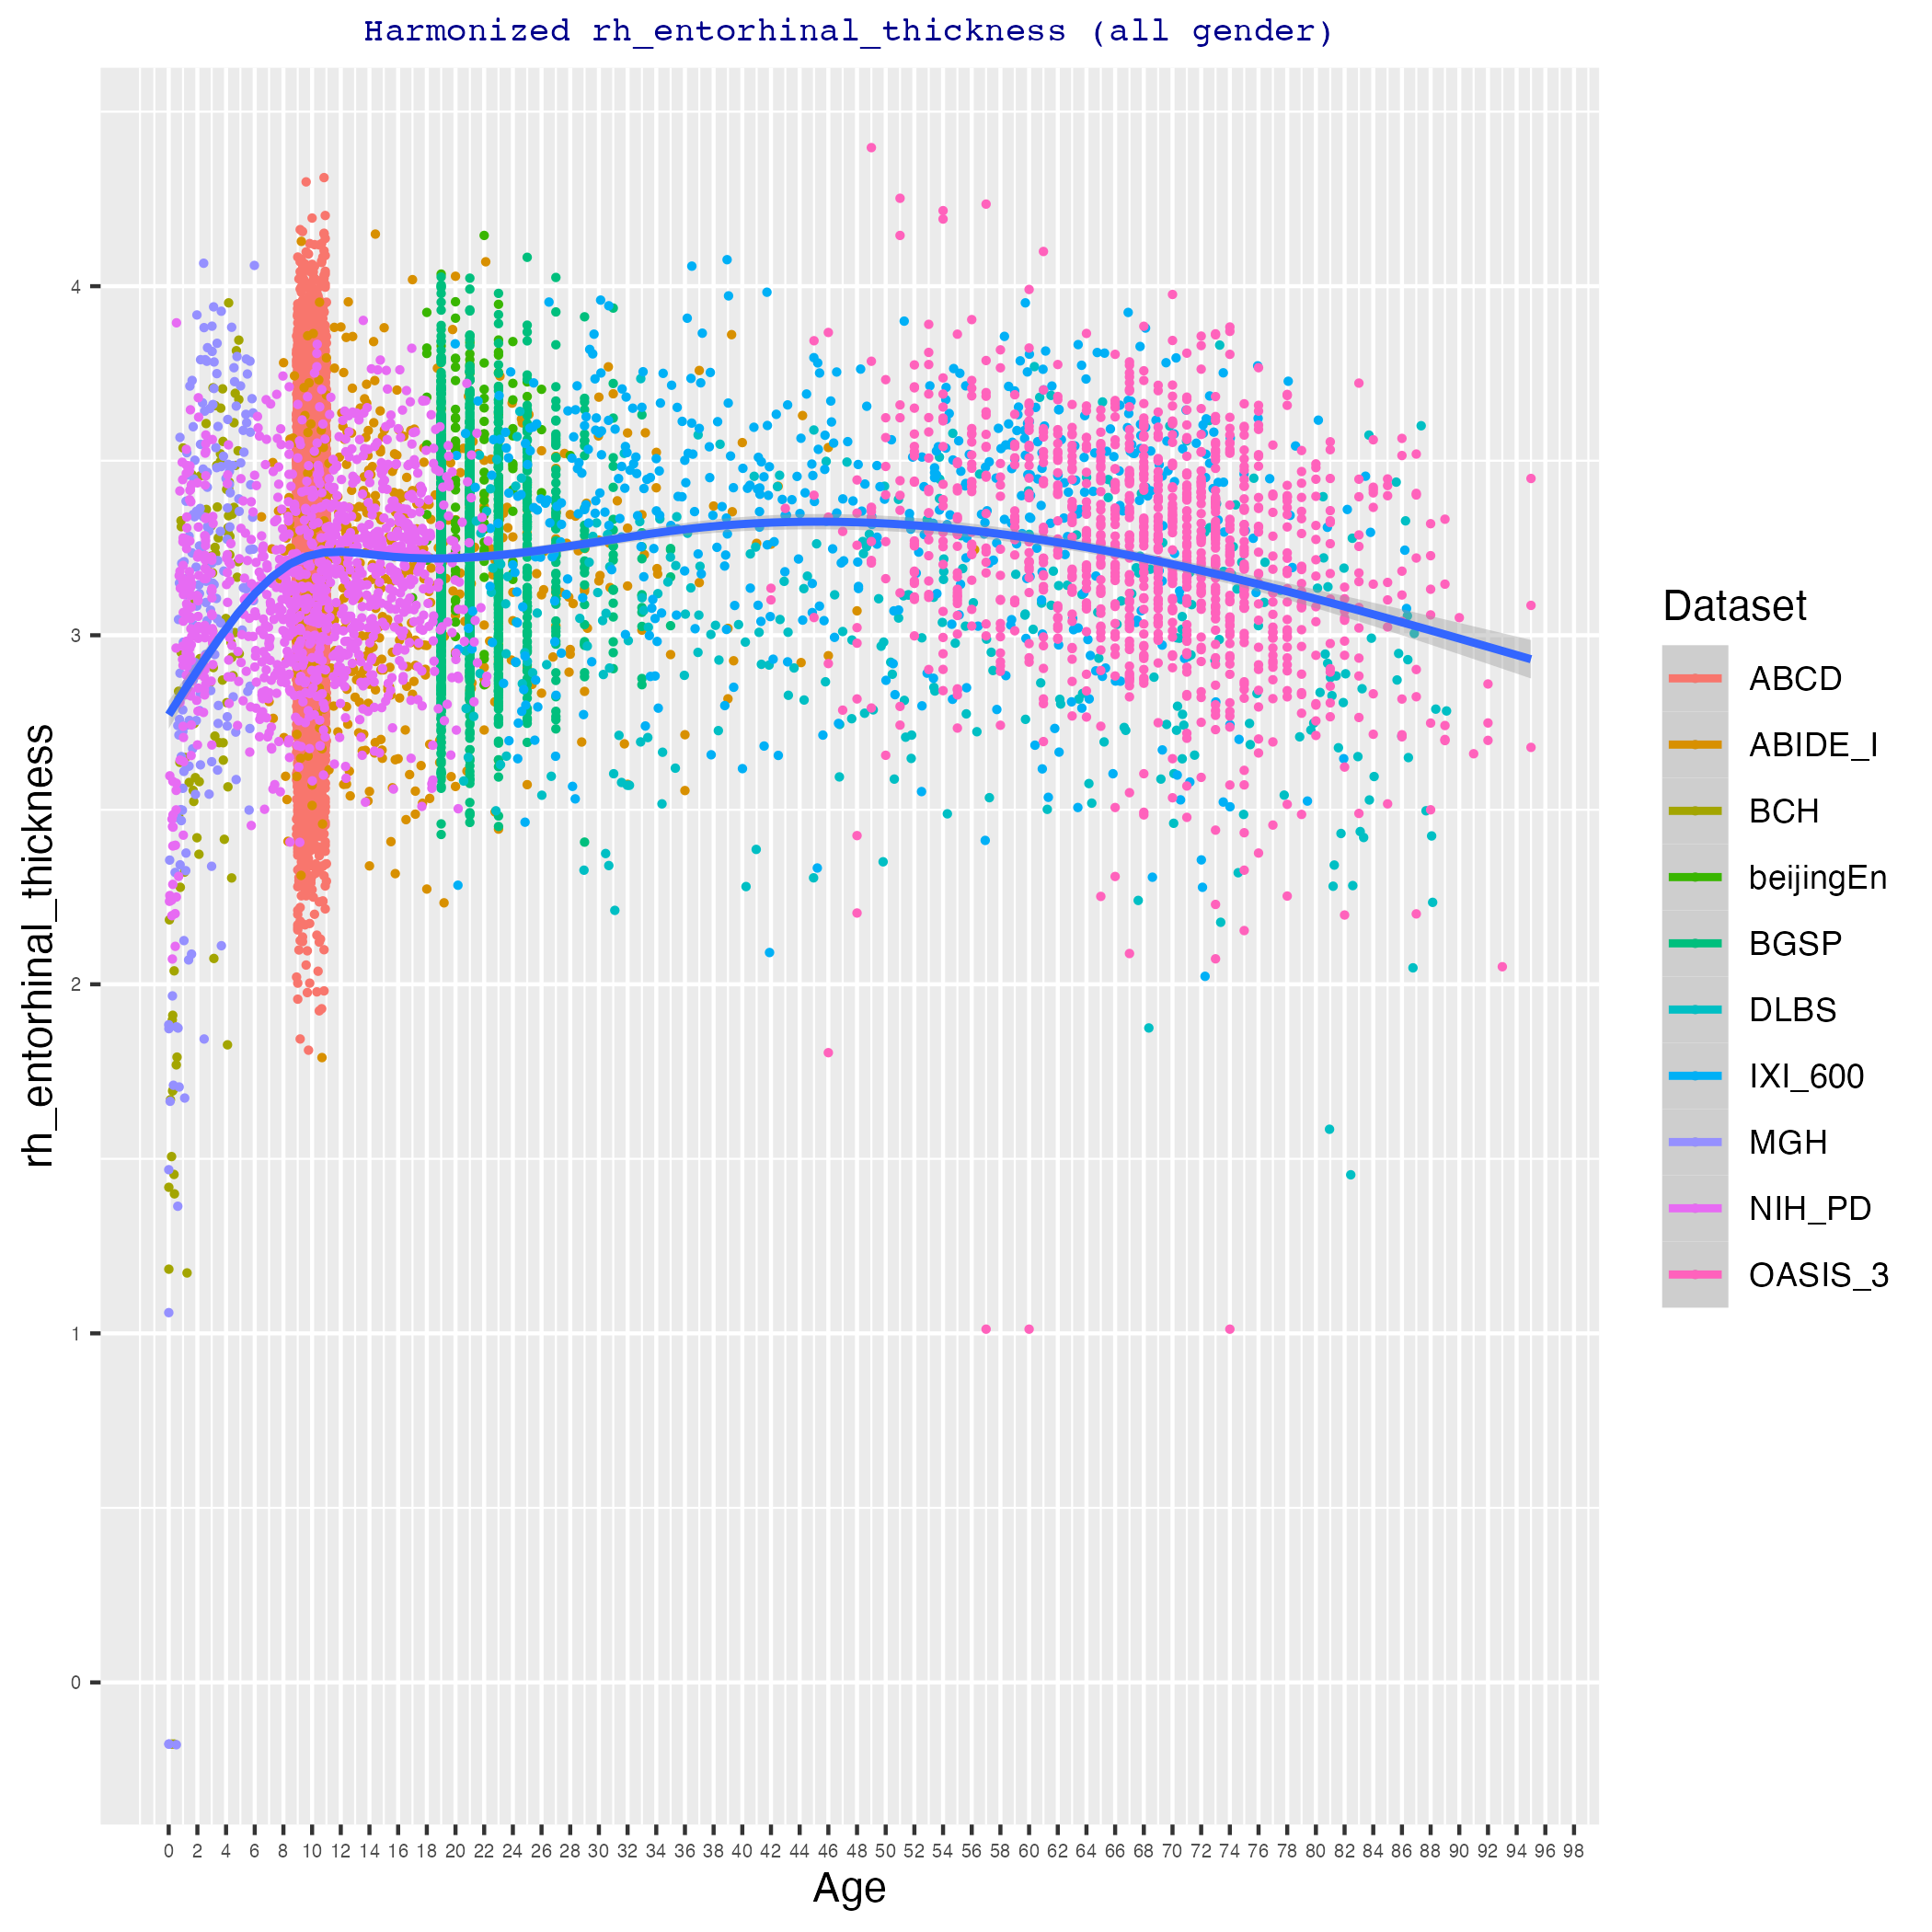 Harmonized rh_entorhinal_thickness (all gender)
rh_entorhinal_thickness
4
3
2
1
0
0 2 4 6 8 10 12 14 16 18 20 22 24 26 28 30 32 34 36 38 40 42 44 46 48 50 52 54 56 58 60 62 64 66 68 70 72 74 76 78 80 82 84 86 88 90 92 94 96 98
Age
Dataset
ABCD
ABIDE_I
BCH
beijingEn
BGSP
DLBS
IXI_600
MGH
NIH_PD
OASIS_3